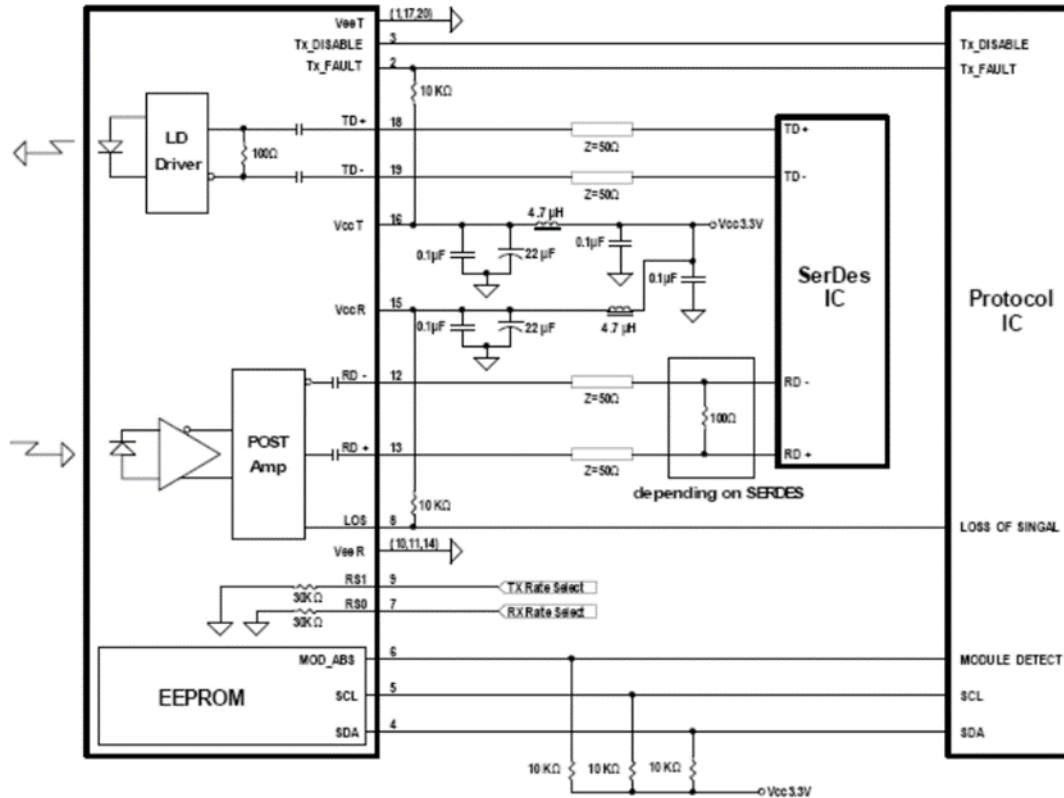 VeeT (1,17,20)
Tx_DISABLE 3 Tx_DISABLE
Tx_FAULT 2 Tx_FAULT
10 KΩ
LD
Driver
100Ω
TD+ 18 Z=50Ω TD+
TD- 19 Z=50Ω TD-
VccT 16 4.7 µH Vcc3.3V
0.1µF 22 µF 0.1µF 0.1µF
SerDes
IC
Protocol
IC
VccR 15 4.7 µH
0.1µF 22 µF
RD - 12 Z=50Ω RD -
100Ω
POST
Amp
RD + 13 Z=50Ω RD +
depending on SERDES
10 KΩ
LOS 8 LOSS OF SINGAL
VeeR (10,11,14)
RS1 9 TX Rate Select
30KΩ
RS0 7 RX Rate Select
30KΩ
MOD_ABS 6 MODULE DETECT
EEPROM
SCL 5 SCL
SDA 4 SDA
10 KΩ 10 KΩ 10 KΩ
Vcc3.3V